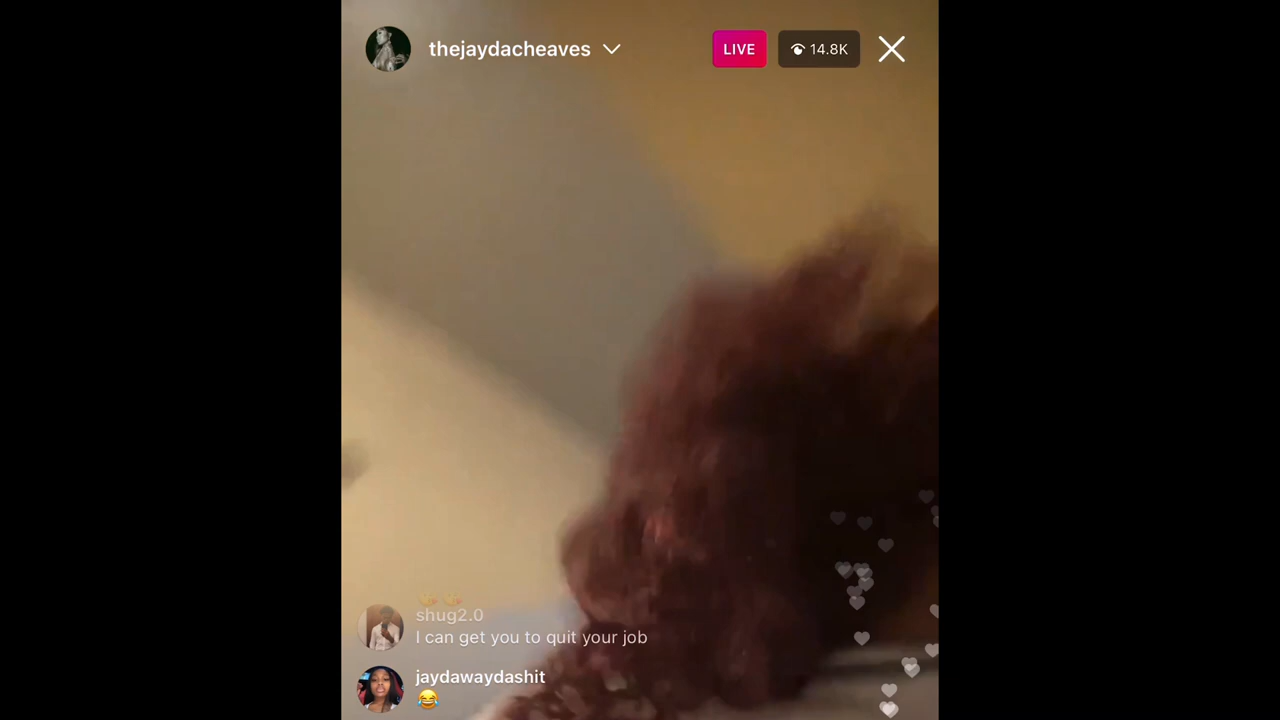 thejaydacheaves
LIVE
14.8K
shug2.0
I can get you to quit your job
jaydawaydashit